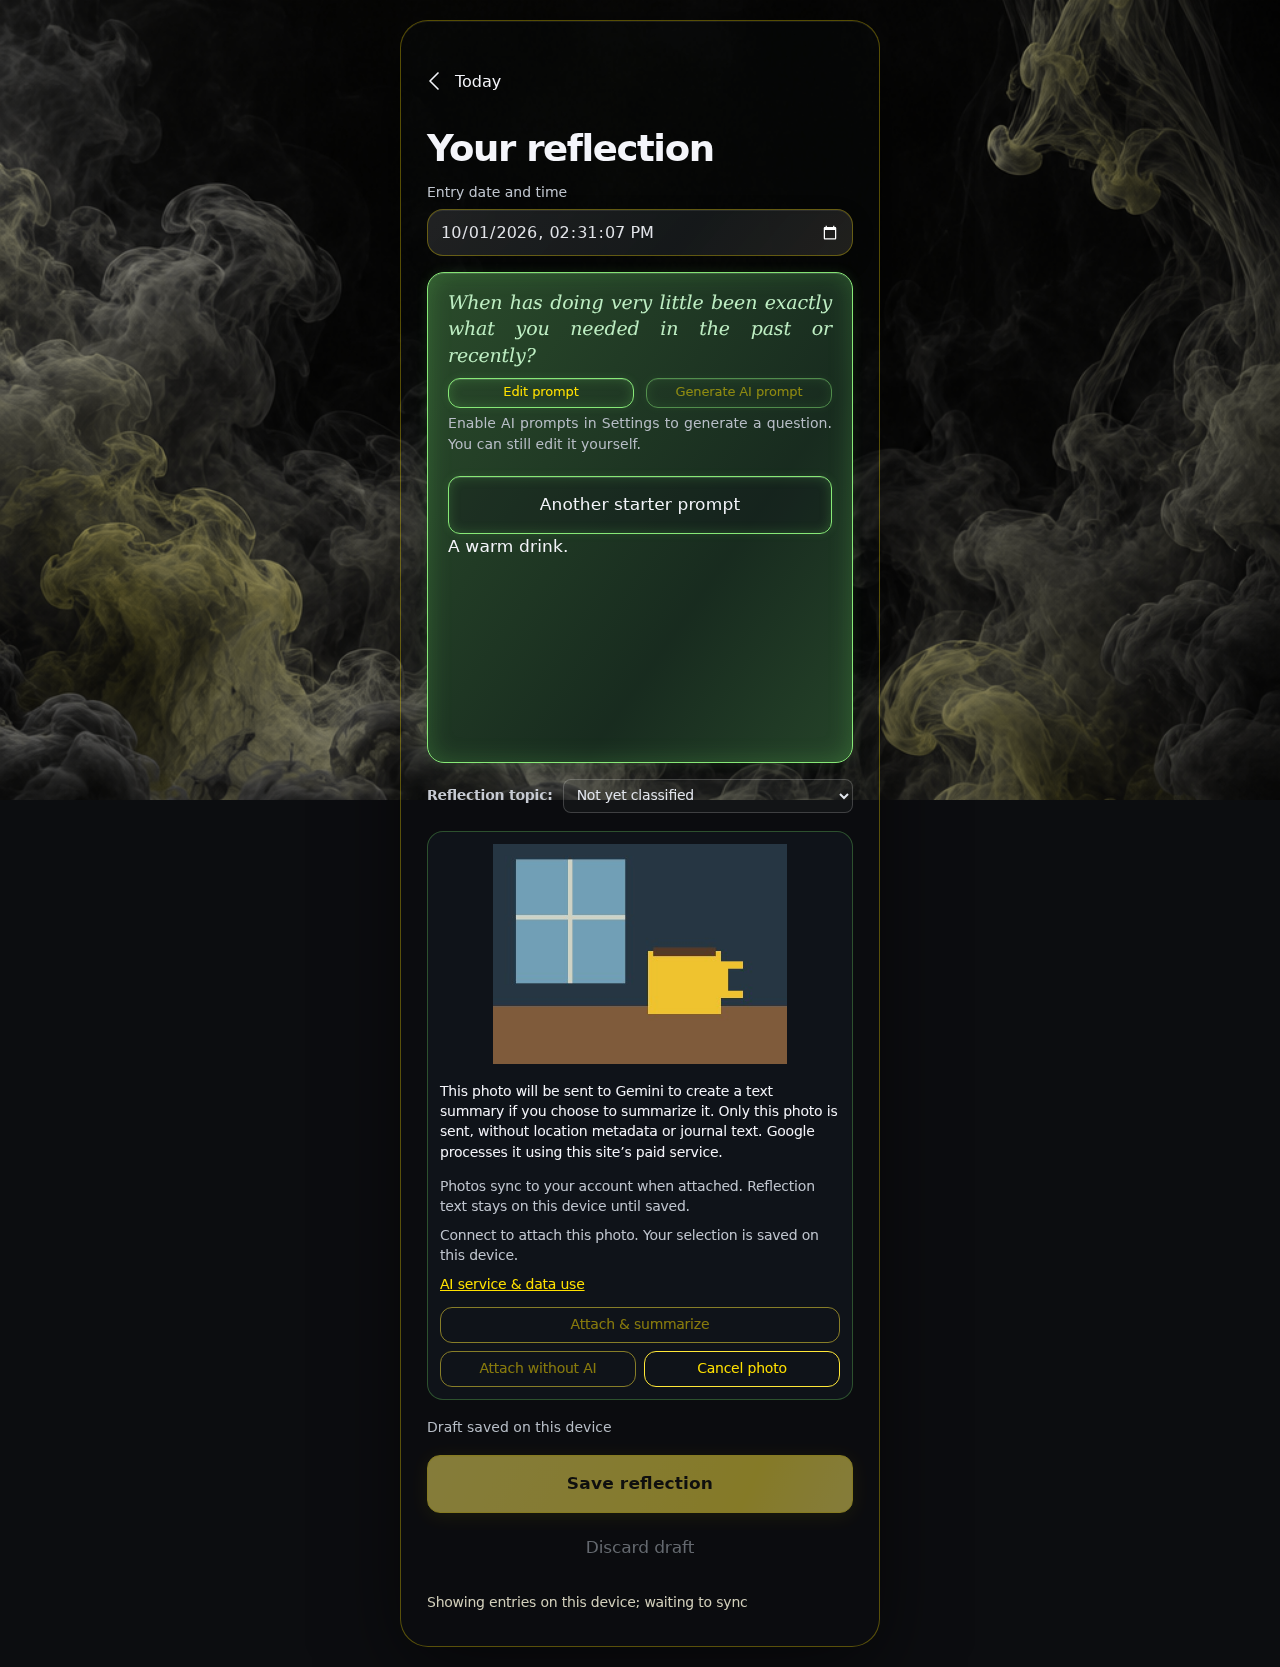 Today
Your reflection
Entry date and time
10/01/2026, 02:31:07 PM
When has doing very little been exactly
what you needed in the past or
recently?
Edit prompt
Generate AI prompt
Enable AI prompts in Settings to generate a question.
You can still edit it yourself.
Another starter prompt
A warm drink.
Reflection topic:
Not yet classified
This photo will be sent to Gemini to create a text
summary if you choose to summarize it. Only this photo is
sent, without location metadata or journal text. Google
processes it using this site’s paid service.
Photos sync to your account when attached. Reflection
text stays on this device until saved.
Connect to attach this photo. Your selection is saved on
this device.
AI service & data use
Attach & summarize
Attach without AI
Cancel photo
Draft saved on this device
Save reflection
Discard draft
Showing entries on this device; waiting to sync